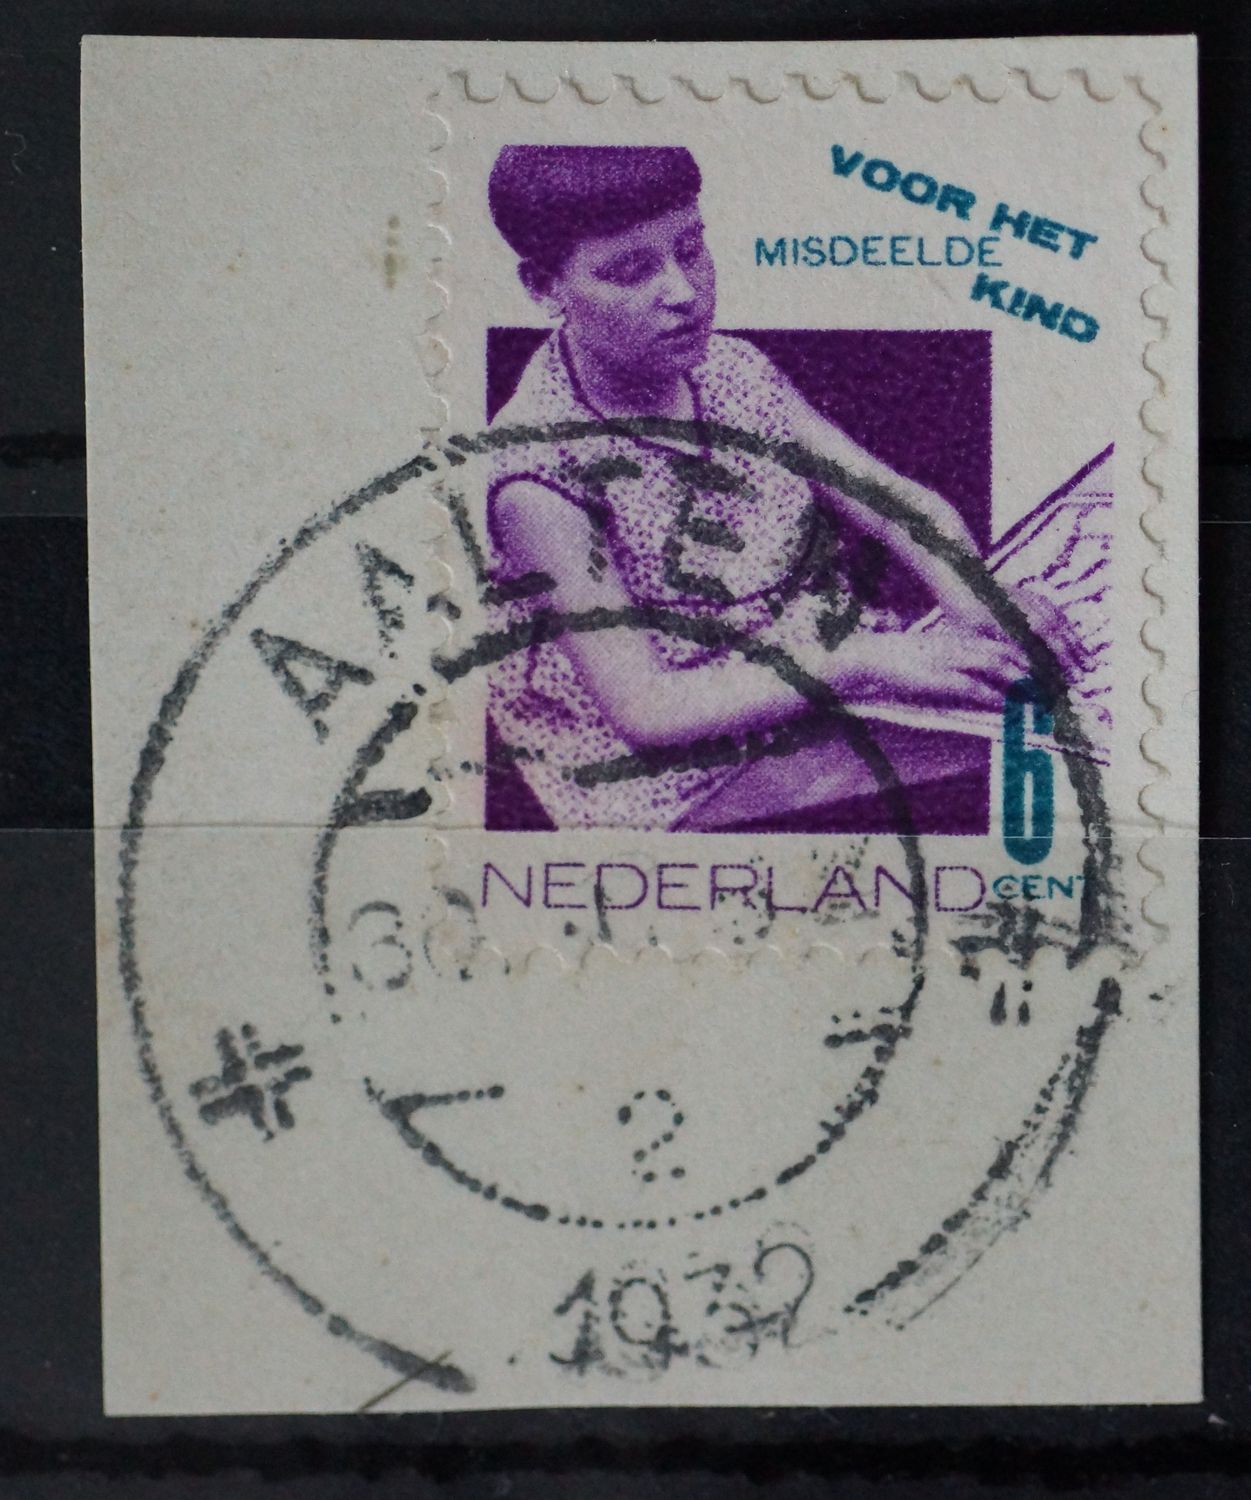 VOOR HET
MISDEELDE
KIND
AALTEN
6
NEDERLAND CENT
2
1932